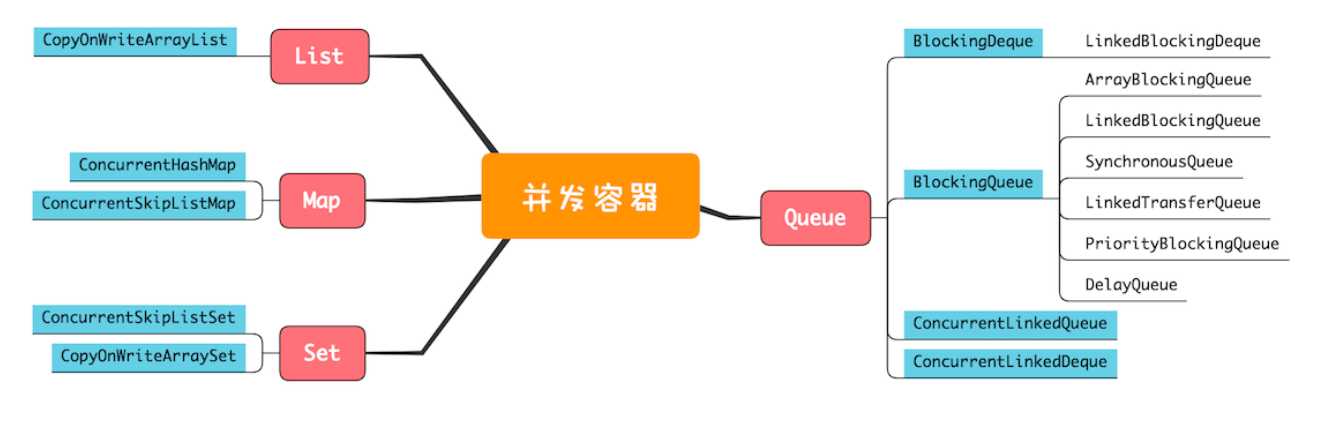 并发容器
List
CopyOnWriteArrayList
Map
ConcurrentHashMap
ConcurrentSkipListMap
Set
ConcurrentSkipListSet
CopyOnWriteArraySet
Queue
BlockingDeque
LinkedBlockingDeque
BlockingQueue
ArrayBlockingQueue
LinkedBlockingQueue
SynchronousQueue
LinkedTransferQueue
PriorityBlockingQueue
DelayQueue
ConcurrentLinkedQueue
ConcurrentLinkedDeque